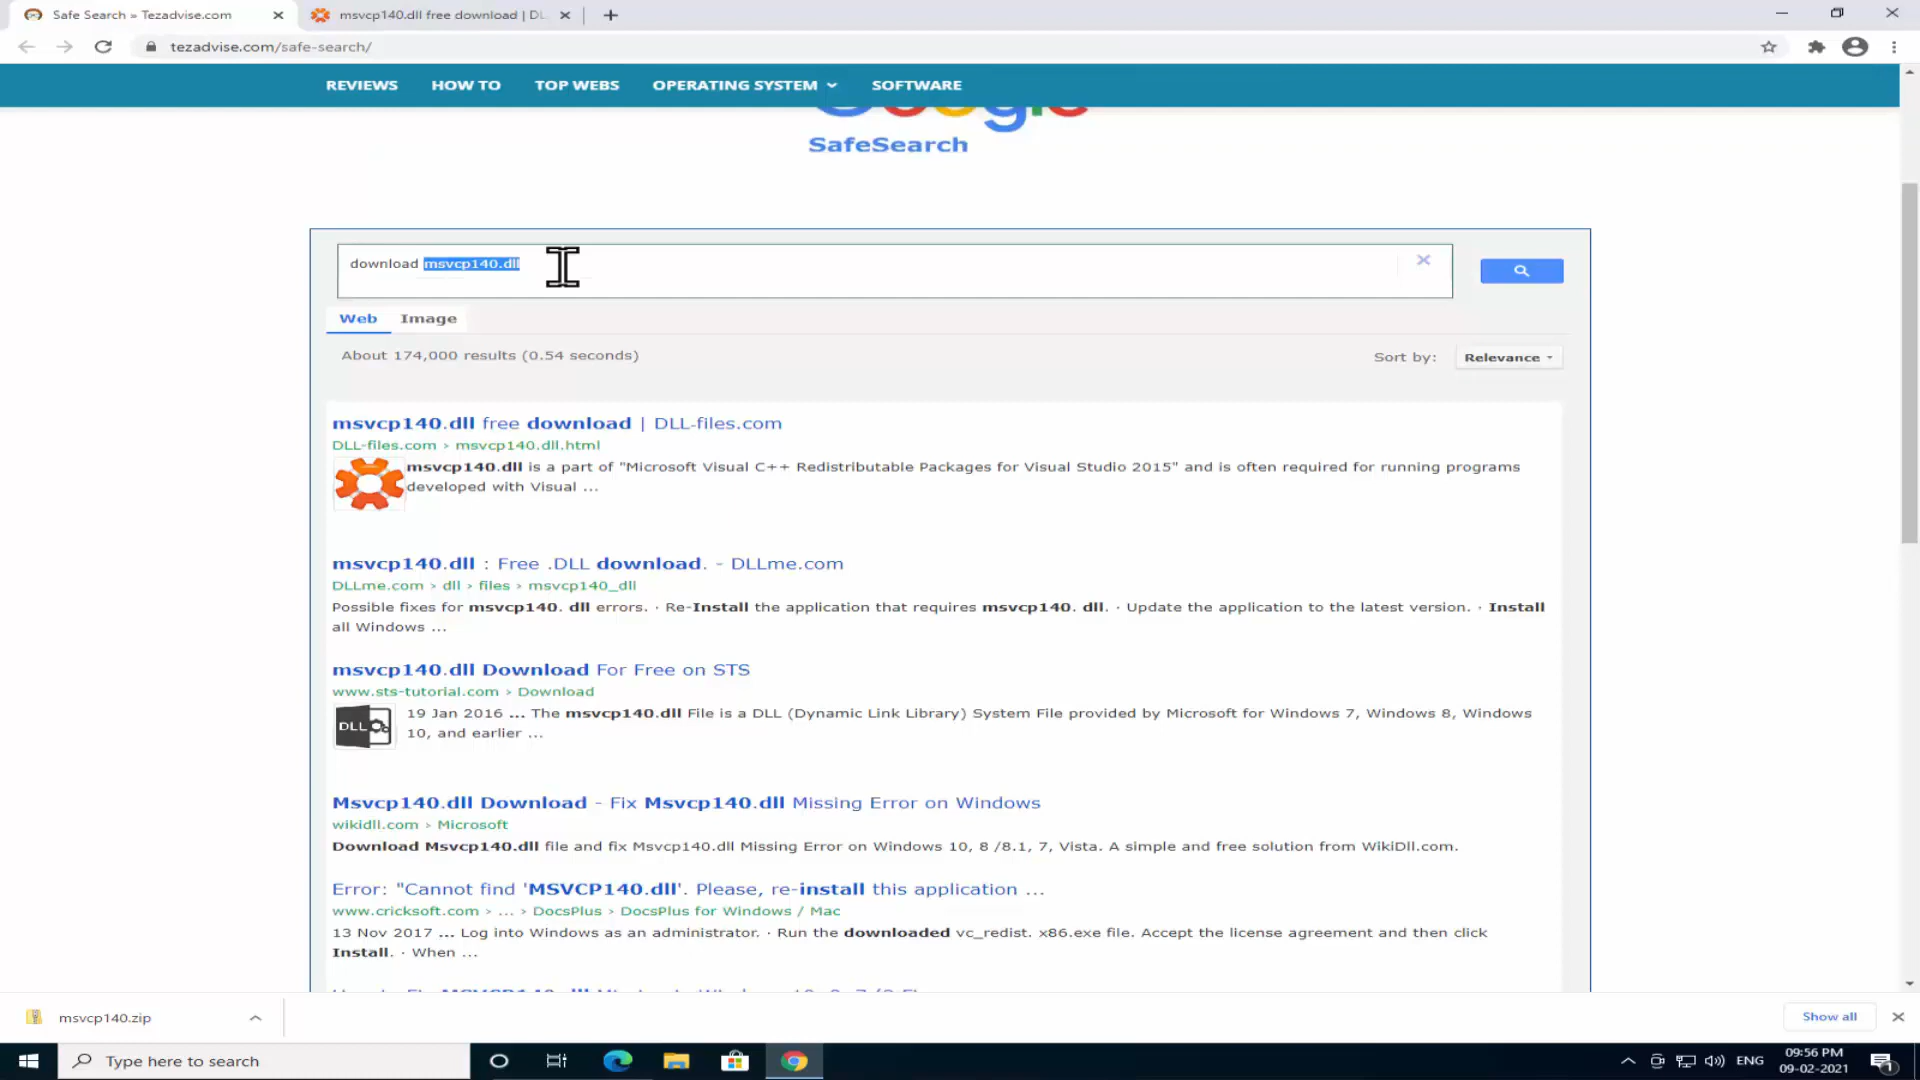 Safe Search » Tezadvise.com
msvcp140.dll free download | DL
tezadvise.com/safe-search/
REVIEWS HOW TO TOP WEBS OPERATING SYSTEM SOFTWARE
Google
SafeSearch
download msvcp140.dll
Web Image
About 174,000 results (0.54 seconds)
Sort by: Relevance
msvcp140.dll free download | DLL-files.com
DLL-files.com › msvcp140.dll.html
msvcp140.dll is a part of "Microsoft Visual C++ Redistributable Packages for Visual Studio 2015" and is often required for running programs
developed with Visual ...
msvcp140.dll : Free .DLL download. - DLLme.com
DLLme.com › dll › files › msvcp140_dll
Possible fixes for msvcp140. dll errors. · Re-Install the application that requires msvcp140. dll. · Update the application to the latest version. · Install
all Windows ...
msvcp140.dll Download For Free on STS
www.sts-tutorial.com › Download
DLL
19 Jan 2016 ... The msvcp140.dll File is a DLL (Dynamic Link Library) System File provided by Microsoft for Windows 7, Windows 8, Windows
10, and earlier ...
Msvcp140.dll Download - Fix Msvcp140.dll Missing Error on Windows
wikidll.com › Microsoft
Download Msvcp140.dll file and fix Msvcp140.dll Missing Error on Windows 10, 8 /8.1, 7, Vista. A simple and free solution from WikiDll.com.
Error: "Cannot find 'MSVCP140.dll'. Please, re-install this application ...
www.cricksoft.com › ... › DocsPlus › DocsPlus for Windows / Mac
13 Nov 2017 ... Log into Windows as an administrator. · Run the downloaded vc_redist. x86.exe file. Accept the license agreement and then click
Install. · When ...
msvcp140.zip
Show all
Type here to search
ENG
09:56 PM
09-02-2021
1